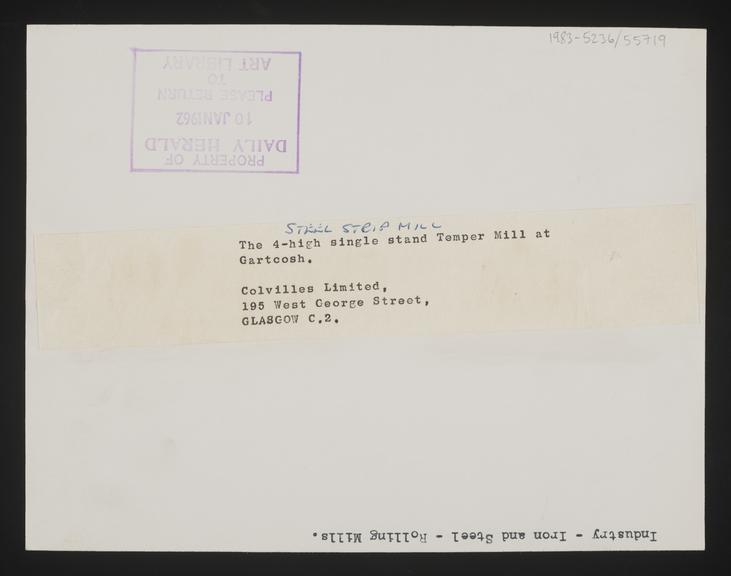 1983-5236/55719
PROPERTY OF
DAILY HERALD
10 JAN 1962
PLEASE RETURN
TO
ART LIBRARY
STEEL STRIP MILL
The 4-high single stand Temper Mill at
Gartcosh.
Colvilles Limited,
195 West George Street,
GLASGOW C.2.
Industry - Iron and Steel - Rolling Mills.